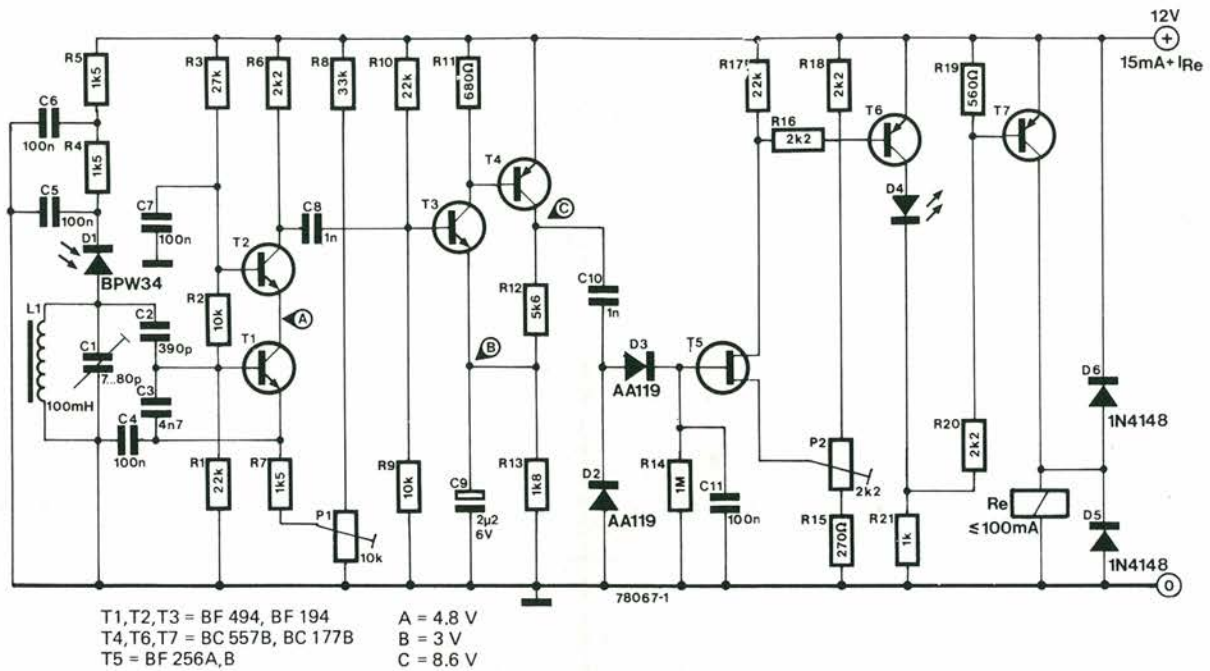 12V
+
15mA + IRe
R5
1k5
R3
27k
R6
2k2
R8
33k
R10
22k
R11
680Ω
R17
22k
R18
2k2
R19
560Ω
C6
100n
R4
1k5
T4
R16
2k2
T6
T7
C5
100n
C7
100n
C8
1n
T3
C
D4
D1
BPW34
T2
R2
10k
A
R12
5k6
C10
1n
L1
C2
390p
C1
7...80p
T1
B
D3
AA119
T5
D6
1N4148
100mH
C3
4n7
C4
100n
R1
22k
R7
1k5
R9
10k
C9
2µ2
6V
R13
1k8
D2
AA119
R14
1M
C11
100n
P2
2k2
R20
2k2
P1
10k
R15
270Ω
R21
1k
Re
≤100mA
D5
1N4148
0
78067-1
T1,T2,T3 = BF 494, BF 194
A = 4.8 V
T4,T6,T7 = BC 557B, BC 177B
B = 3 V
T5 = BF 256A,B
C = 8.6 V